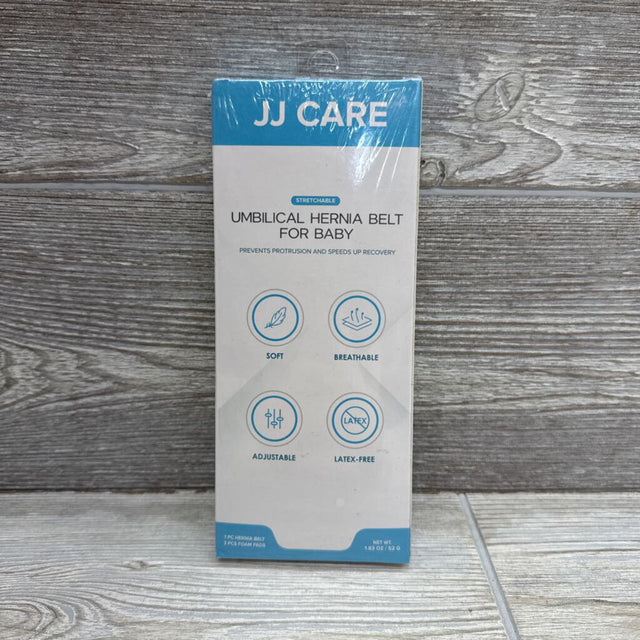 JJ CARE
STRETCHABLE
UMBILICAL HERNIA BELT
FOR BABY
PREVENTS PROTRUSION AND SPEEDS UP RECOVERY
SOFT
BREATHABLE
ADJUSTABLE
LATEX
LATEX-FREE
1 PC HERNIA BELT
3 PCS FOAM PADS
NET WT.
1.83 OZ / 52 G